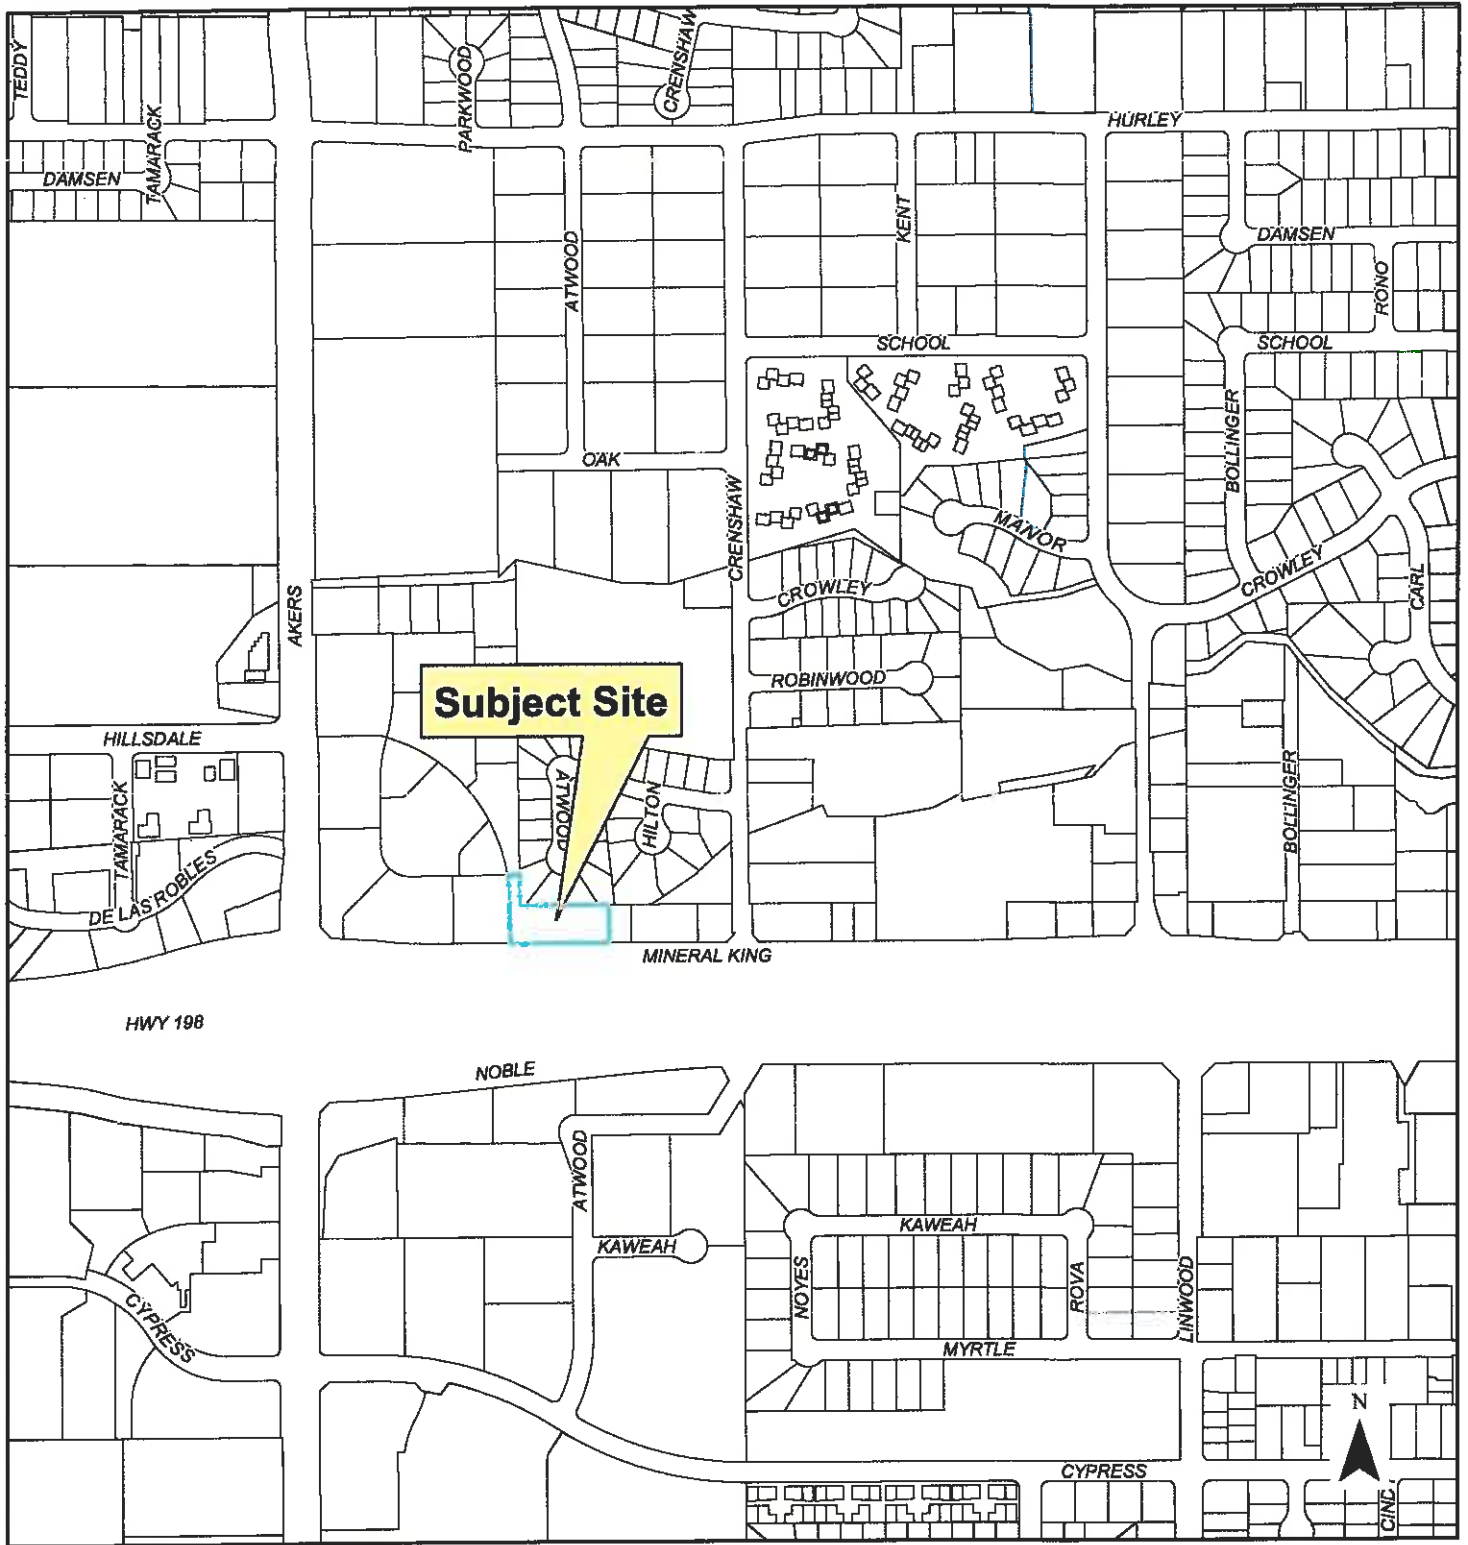 TEDDY
TAMARACK
PARKWOOD
CRENSHAW
HURLEY
DAMSEN
ATWOOD
KENT
DAMSEN
RONO
SCHOOL
SCHOOL
BOLLINGER
OAK
CRENSHAW
MANOR
CROWLEY
CROWLEY
CARL
AKERS
ROBINWOOD
Subject Site
HILLSDALE
TAMARACK
ATWOOD
HILTON
BOLLINGER
DE LAS ROBLES
MINERAL KING
HWY 198
NOBLE
ATWOOD
KAWEAH
KAWEAH
NOYES
ROVA
LINWOOD
CYPRESS
MYRTLE
N
CYPRESS